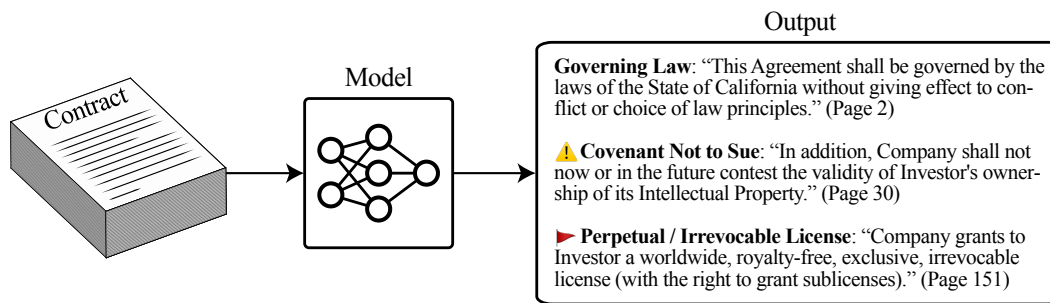 Output
Model
Contract
Governing Law: “This Agreement shall be governed by the
laws of the State of California without giving effect to con-
flict or choice of law principles.” (Page 2)
Covenant Not to Sue: “In addition, Company shall not
now or in the future contest the validity of Investor's owner-
ship of its Intellectual Property.” (Page 30)
Perpetual / Irrevocable License: “Company grants to
Investor a worldwide, royalty-free, exclusive, irrevocable
license (with the right to grant sublicenses).” (Page 151)